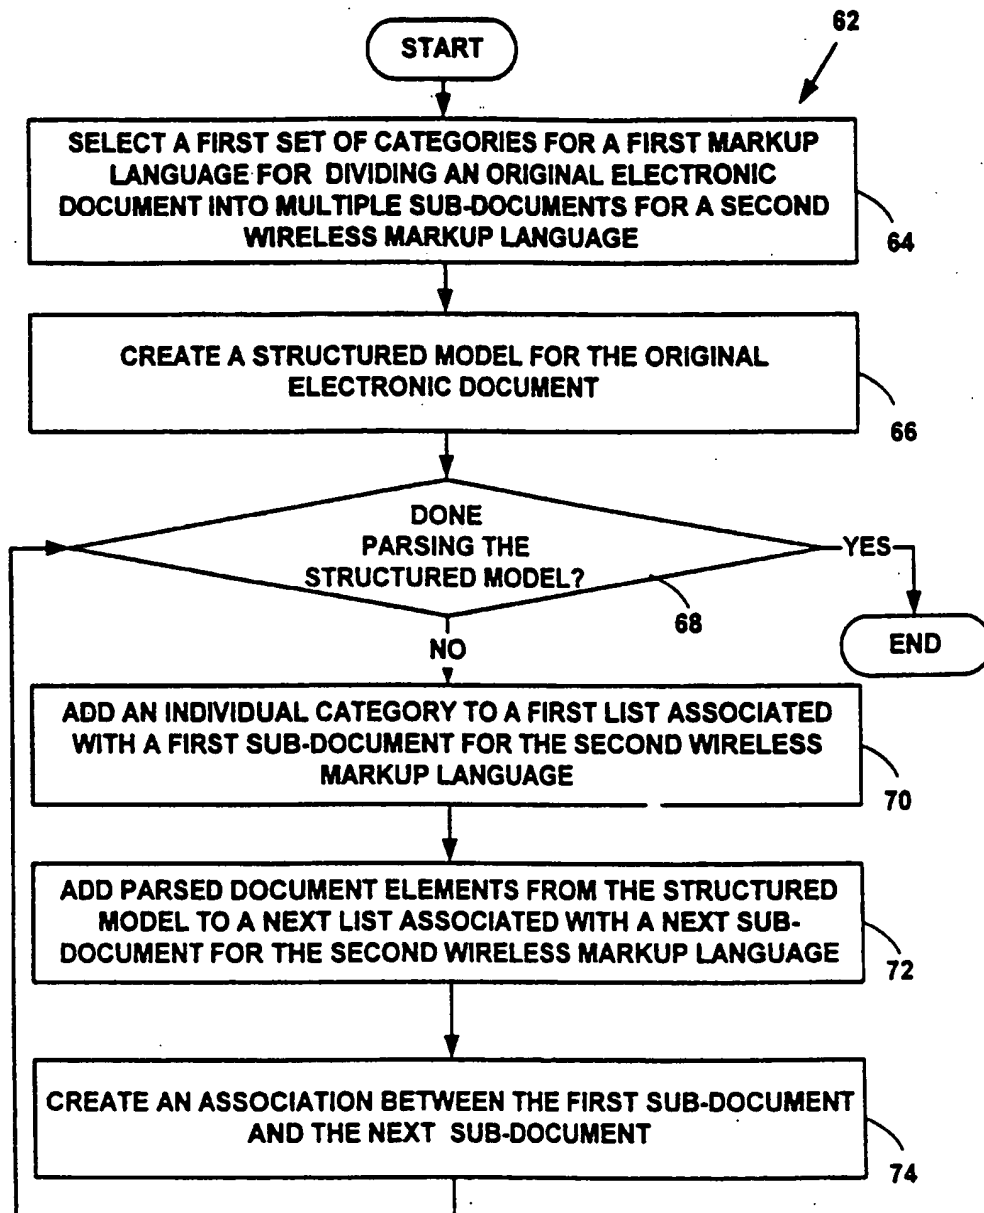 START
62
SELECT A FIRST SET OF CATEGORIES FOR A FIRST MARKUP
LANGUAGE FOR DIVIDING AN ORIGINAL ELECTRONIC
DOCUMENT INTO MULTIPLE SUB-DOCUMENTS FOR A SECOND
WIRELESS MARKUP LANGUAGE
64
CREATE A STRUCTURED MODEL FOR THE ORIGINAL
ELECTRONIC DOCUMENT
66
DONE
PARSING THE
STRUCTURED MODEL?
YES
68
NO
END
ADD AN INDIVIDUAL CATEGORY TO A FIRST LIST ASSOCIATED
WITH A FIRST SUB-DOCUMENT FOR THE SECOND WIRELESS
MARKUP LANGUAGE
70
ADD PARSED DOCUMENT ELEMENTS FROM THE STRUCTURED
MODEL TO A NEXT LIST ASSOCIATED WITH A NEXT SUB-
DOCUMENT FOR THE SECOND WIRELESS MARKUP LANGUAGE
72
CREATE AN ASSOCIATION BETWEEN THE FIRST SUB-DOCUMENT
AND THE NEXT SUB-DOCUMENT
74